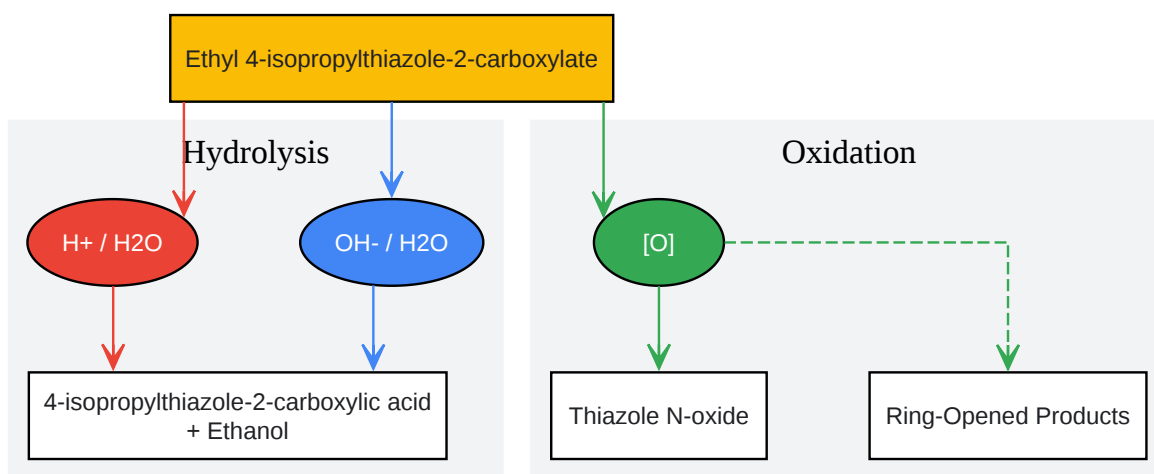 Ethyl 4-isopropylthiazole-2-carboxylate
Hydrolysis
Oxidation
H+ / H2O
OH- / H2O
[O]
4-isopropylthiazole-2-carboxylic acid
+ Ethanol
Thiazole N-oxide
Ring-Opened Products